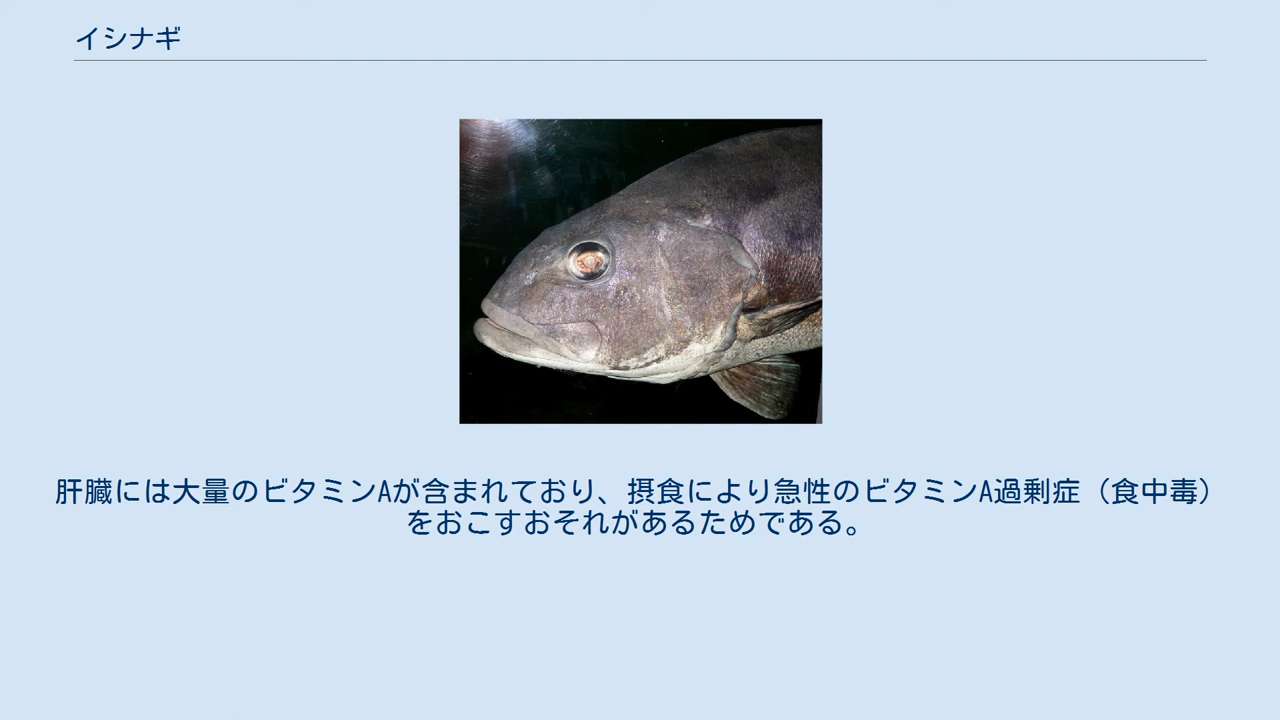 イシナギ
肝臓には大量のビタミンAが含まれており、摂食により急性のビタミンA過剰症（食中毒）
をおこすおそれがあるためである。